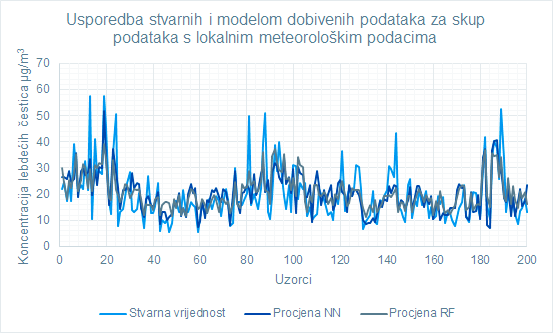 Usporedba stvarnih i modelom dobivenih podataka za skup
podataka s lokalnim meteorološkim podacima
Koncentracija lebdećih čestica µg/m³
70
60
50
40
30
20
10
0
0 20 40 60 80 100 120 140 160 180 200
Uzorci
Stvarna vrijednost Procjena NN Procjena RF